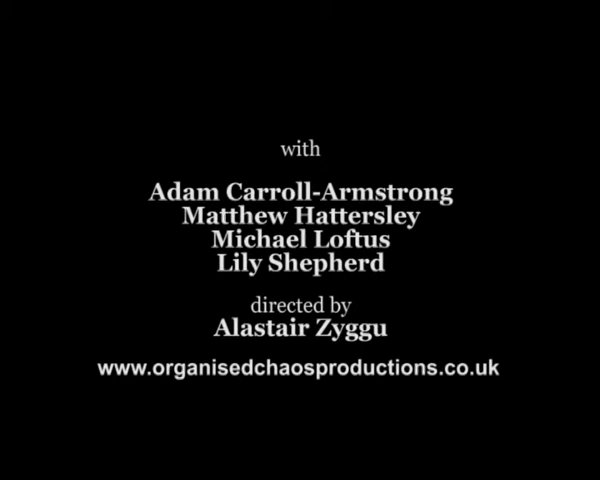 with
Adam Carroll-Armstrong
Matthew Hattersley
Michael Loftus
Lily Shepherd
directed by
Alastair Zyggu
www.organisedchaosproductions.co.uk